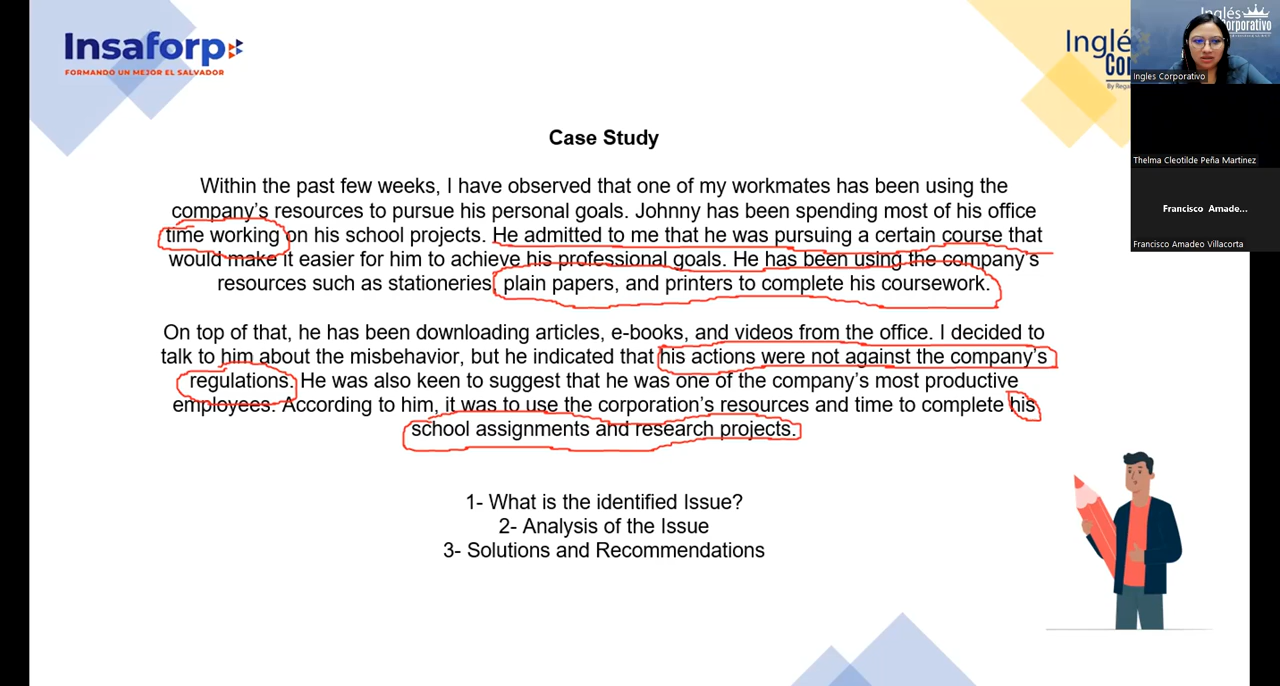 Insaforp
FORMANDO UN MEJOR EL SALVADOR
Inglés
Corporativo
Ingles Corporativo
Thelma Cleotilde Peña Martinez
Francisco Amade...
Francisco Amadeo Villacorta
Case Study
Within the past few weeks, I have observed that one of my workmates has been using the
company's resources to pursue his personal goals. Johnny has been spending most of his office
time working on his school projects. He admitted to me that he was pursuing a certain course that
would make it easier for him to achieve his professional goals. He has been using the company's
resources such as stationeries, plain papers, and printers to complete his coursework.
On top of that, he has been downloading articles, e-books, and videos from the office. I decided to
talk to him about the misbehavior, but he indicated that his actions were not against the company's
regulations. He was also keen to suggest that he was one of the company's most productive
employees. According to him, it was to use the corporation's resources and time to complete his
school assignments and research projects.
1- What is the identified Issue?
2- Analysis of the Issue
3- Solutions and Recommendations